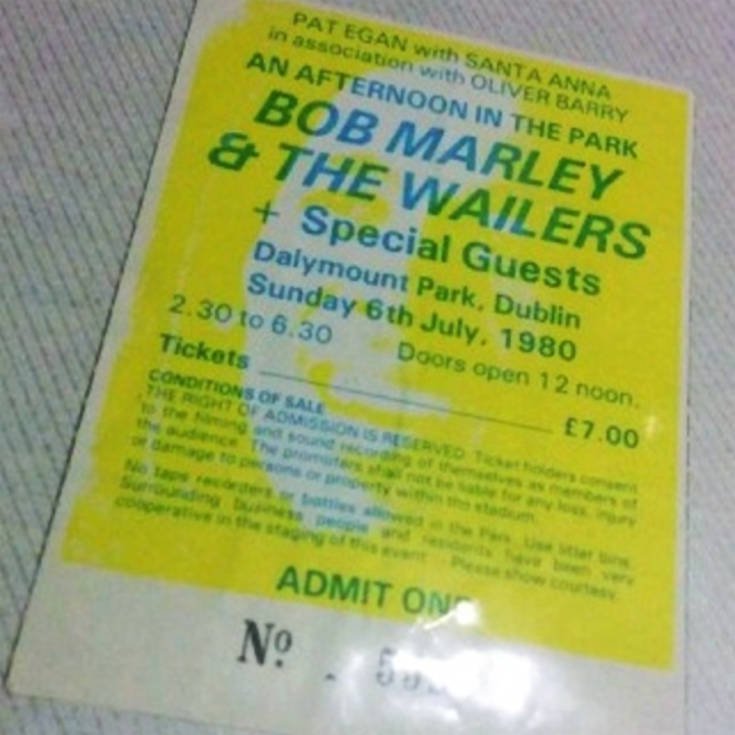 PAT EGAN with SANTA ANNA
in association with OLIVER BARRY
AN AFTERNOON IN THE PARK
BOB MARLEY
& THE WAILERS
+ Special Guests
Dalymount Park, Dublin
Sunday 6th July, 1980
2.30 to 6.30 Doors open 12 noon.
Tickets £7.00
CONDITIONS OF SALE
THE RIGHT OF ADMISSION IS RESERVED. Ticket holders consent
to the filming and sound recording of themselves as members of
the audience. The promoters shall not be liable for any loss, injury
or damage to persons or property within the stadium.
No tape recorders or bottles allowed in the Park. Use litter bins.
Surrounding business people and residents have been very
cooperative in the staging of this event. Please show courtesy.
ADMIT ONE
Nº